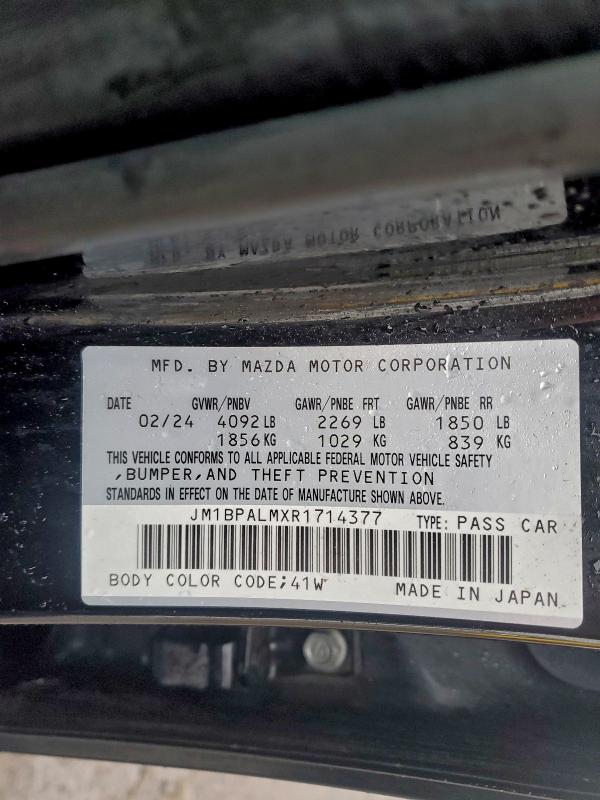 MFD. BY MAZDA MOTOR CORPORATION
DATE GVWR/PNBV GAWR/PNBE FRT GAWR/PNBE RR
02/24 4092 LB 2269 LB 1850 LB
1856 KG 1029 KG 839 KG
THIS VEHICLE CONFORMS TO ALL APPLICABLE FEDERAL MOTOR VEHICLE SAFETY
,BUMPER,AND THEFT PREVENTION
STANDARDS IN EFFECT ON THE DATE OF MANUFACTURE SHOWN ABOVE.
JM1BPALMXR1714377 TYPE: PASS CAR
BODY COLOR CODE;41W MADE IN JAPAN